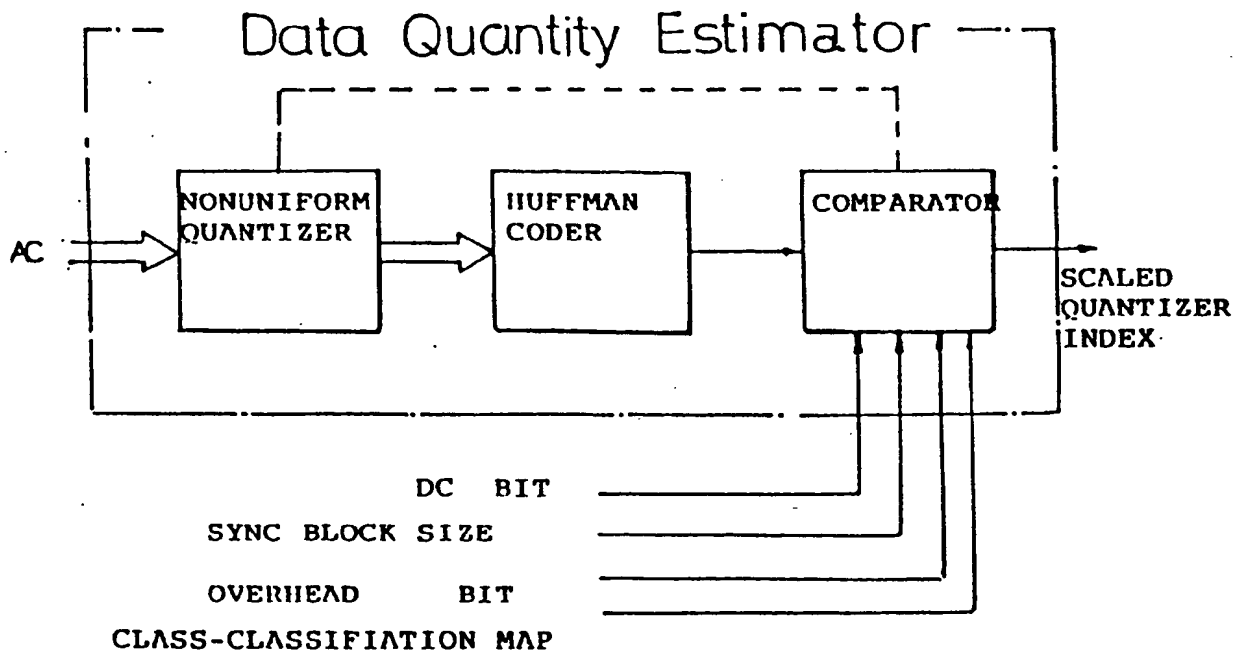 Data Quantity Estimator
NONUNIFORM
QUANTIZER
HUFFMAN
CODER
COMPARATOR
AC
SCALED
QUANTIZER
INDEX
DC BIT
SYNC BLOCK SIZE
OVERHEAD BIT
CLASS-CLASSIFIATION MAP